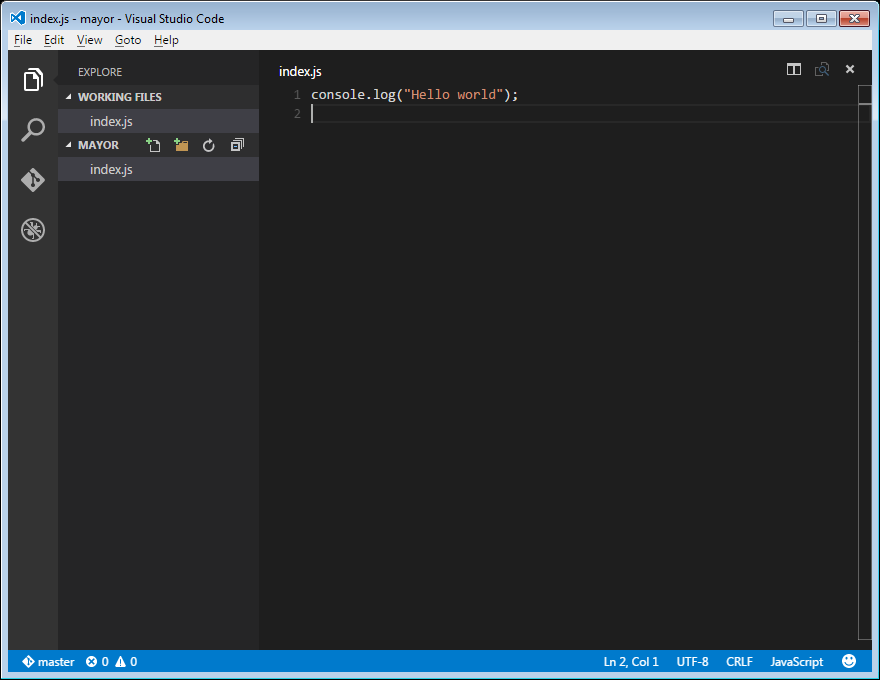 index.js - mayor - Visual Studio Code
File Edit View Goto Help
EXPLORE
WORKING FILES
index.js
MAYOR
index.js
index.js
1 console.log("Hello world");
2
master 0 0 Ln 2, Col 1 UTF-8 CRLF JavaScript